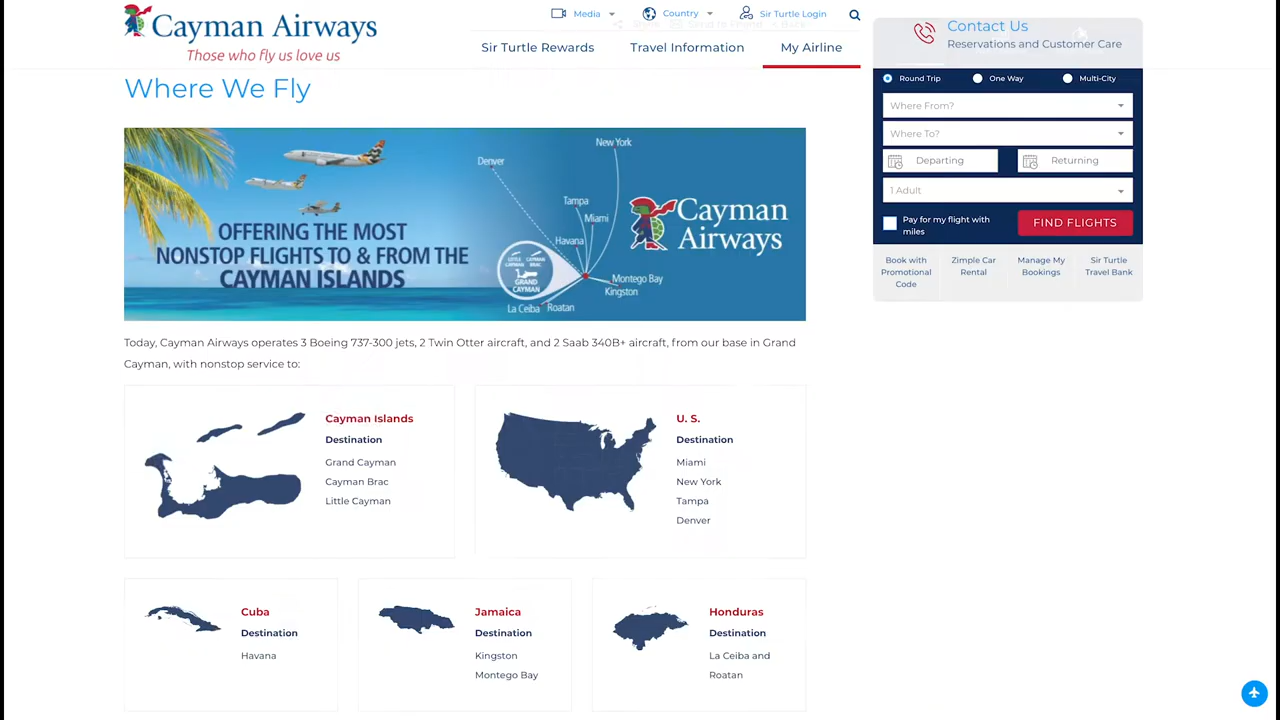 Cayman Airways
Those who fly us love us
Media
Country
Sir Turtle Login
Sir Turtle Rewards
Travel Information
My Airline
Where We Fly
OFFERING THE MOST
NONSTOP FLIGHTS TO & FROM THE
CAYMAN ISLANDS
Denver
New York
Tampa
Miami
Havana
LITTLE CAYMAN
CAYMAN BRAC
GRAND CAYMAN
Montego Bay
Kingston
La Ceiba
Roatan
Cayman
Airways
Contact Us
Reservations and Customer Care
Round Trip
One Way
Multi-City
Where From?
Where To?
Departing
Returning
1 Adult
Pay for my flight with
miles
FIND FLIGHTS
Book with
Promotional
Code
Zimple Car
Rental
Manage My
Bookings
Sir Turtle
Travel Bank
Today, Cayman Airways operates 3 Boeing 737-300 jets, 2 Twin Otter aircraft, and 2 Saab 340B+ aircraft, from our base in Grand
Cayman, with nonstop service to:
Cayman Islands
Destination
Grand Cayman
Cayman Brac
Little Cayman
U. S.
Destination
Miami
New York
Tampa
Denver
Cuba
Destination
Havana
Jamaica
Destination
Kingston
Montego Bay
Honduras
Destination
La Ceiba and
Roatan